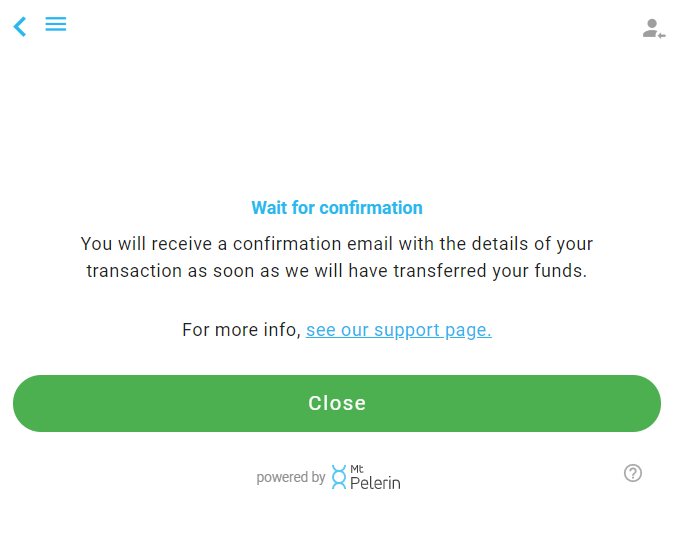 Wait for confirmation
You will receive a confirmation email with the details of your
transaction as soon as we will have transferred your funds.
For more info, see our support page.
Close
powered by Mt Pelerin